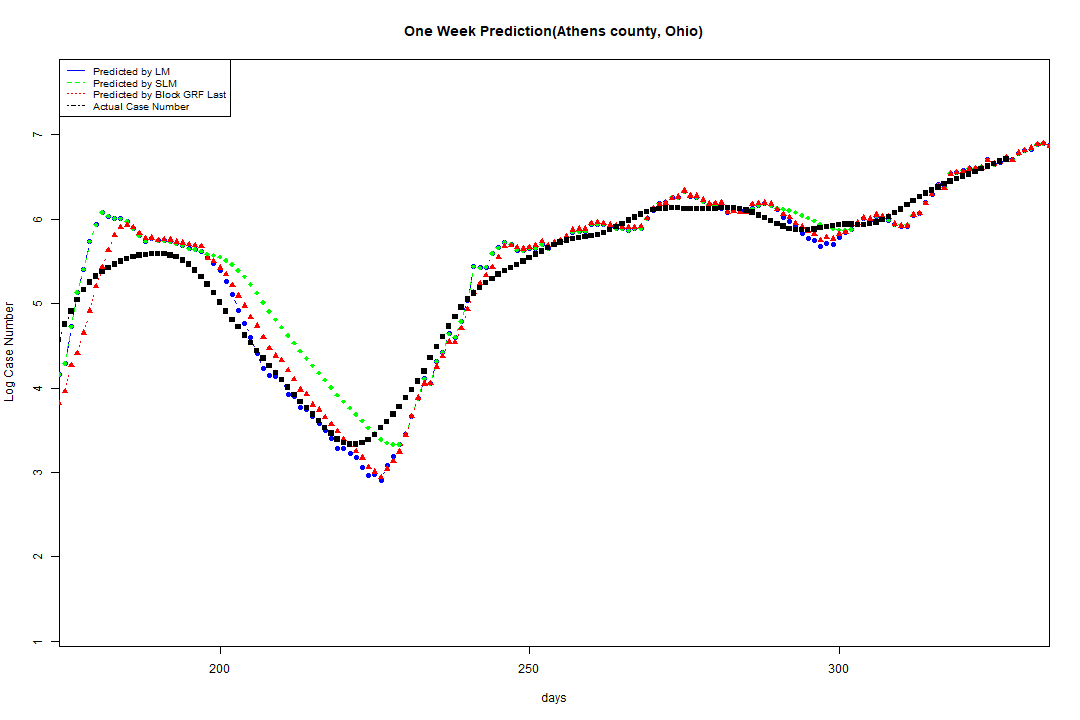 One Week Prediction(Athens county, Ohio)
Predicted by LM
Predicted by SLM
Predicted by Block GRF Last
Actual Case Number
7
6
5
4
3
2
1
Log Case Number
200 250 300
days